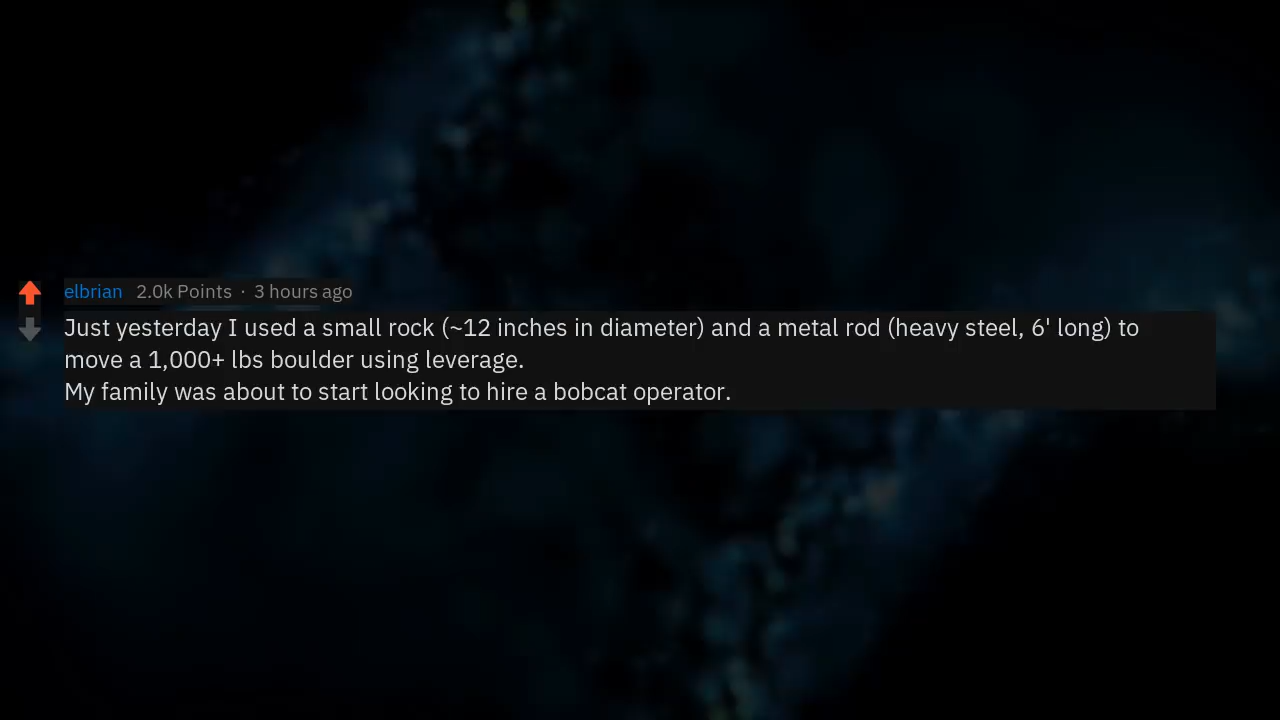 elbrian 2.0k Points · 3 hours ago
Just yesterday I used a small rock (~12 inches in diameter) and a metal rod (heavy steel, 6' long) to
move a 1,000+ lbs boulder using leverage.
My family was about to start looking to hire a bobcat operator.